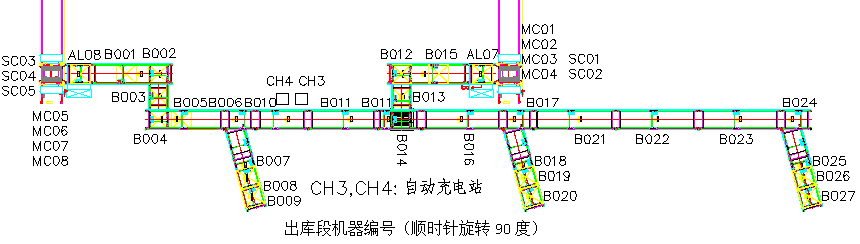 MC01
MC02
MC03 SC01
MC04 SC02
SC03
SC04
SC05
AL08 B001 B002
B012 B015 AL07
CH4 CH3
B003
B013
MC05
MC06
MC07
MC08
B005 B006 B010 B011 B011
B017
B024
B004
B014
B016
B021 B022 B023
B007
B008
B009
B018
B019
B020
B025
B026
B027
CH3,CH4: 自动充电站
出库段机器编号（顺时针旋转 90 度）